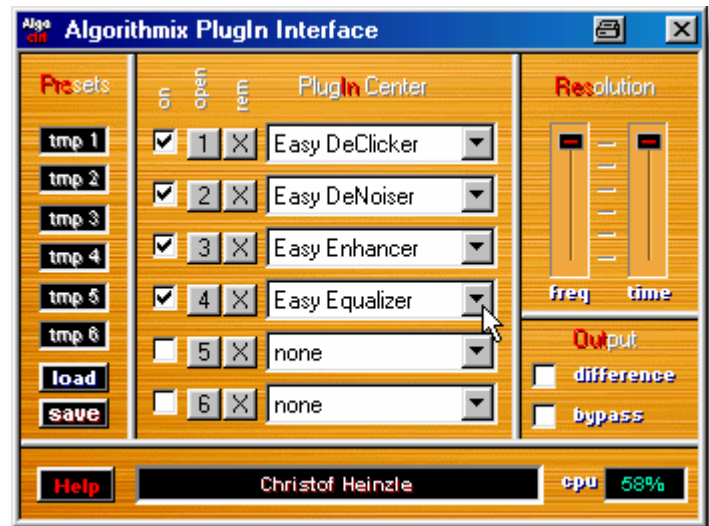 Algo
ctrl
Algorithmix PlugIn Interface
Presets
on
open
rem
PlugIn Center
Resolution
tmp 1
1
X
Easy DeClicker
tmp 2
2
X
Easy DeNoiser
tmp 3
3
X
Easy Enhancer
tmp 4
tmp 5
4
X
Easy Equalizer
freq
time
tmp 6
5
X
none
Output
load
difference
save
6
X
none
bypass
Help
Christof Heinzle
cpu
58%